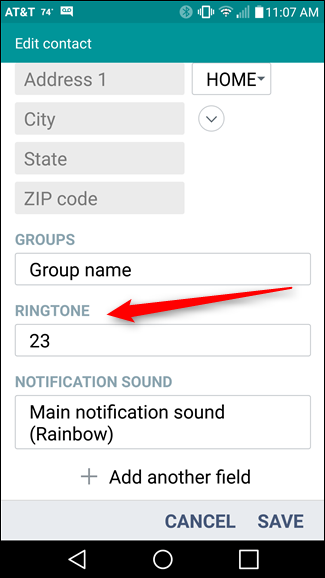 AT&T 74° 11:07 AM
Edit contact
Address 1 HOME
City
State
ZIP code
GROUPS
Group name
RINGTONE
23
NOTIFICATION SOUND
Main notification sound
(Rainbow)
+ Add another field
CANCEL SAVE